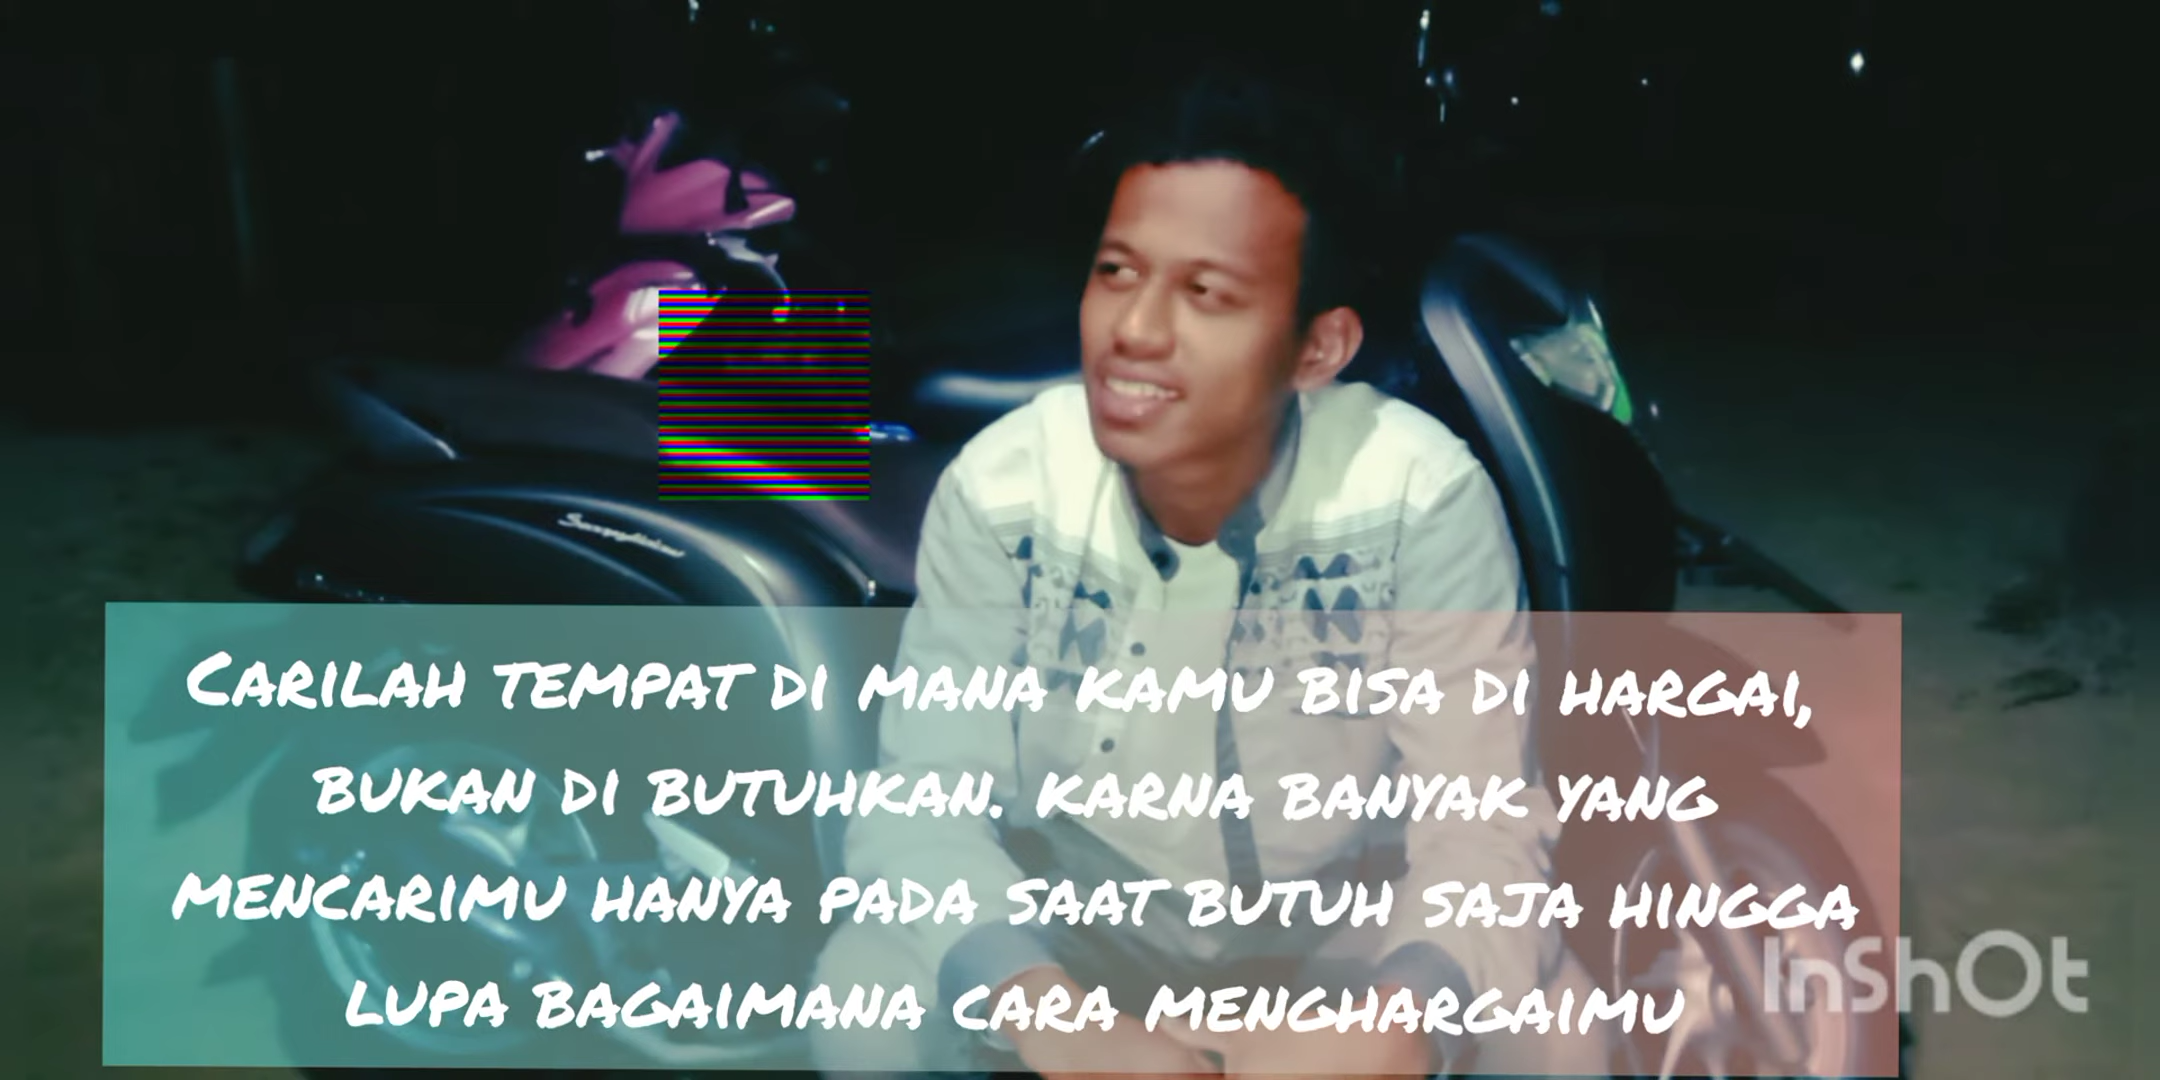 CARILAH TEMPAT DI MANA KAMU BISA DI HARGAI,
BUKAN DI BUTUHKAN. KARNA BANYAK YANG
MENCARIMU HANYA PADA SAAT BUTUH SAJA HINGGA
LUPA BAGAIMANA CARA MENGHARGAIMU
InShOt